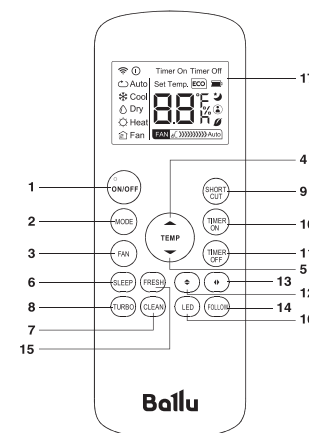 Timer On Timer Off
Auto Set Temp. ECO
Cool
Dry
Heat
Fan FAN Auto
88 °F h %
4
1 ON/OFF
SHORT CUT 9
2 MODE
TIMER ON
TEMP
3 FAN
TIMER OFF
5
6 SLEEP FRESH
13
8 TURBO CLEAN LED FOLLOW 14
7
15
Ballu